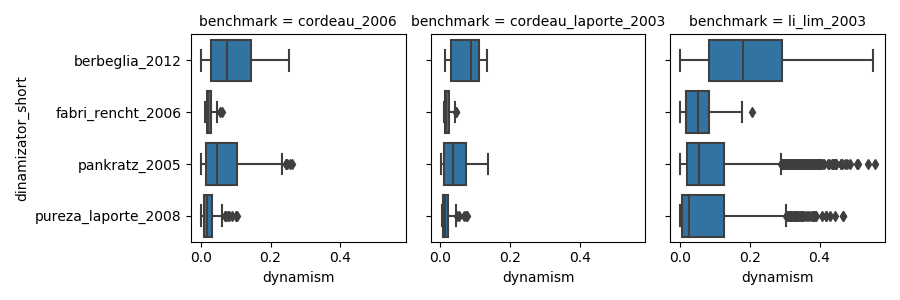 benchmark = cordeau_2006
benchmark = cordeau_laporte_2003
benchmark = li_lim_2003
dinamizator_short
berbeglia_2012
fabri_rencht_2006
pankratz_2005
pureza_laporte_2008
0.0 0.2 0.4
0.0 0.2 0.4
0.0 0.2 0.4
dynamism
dynamism
dynamism